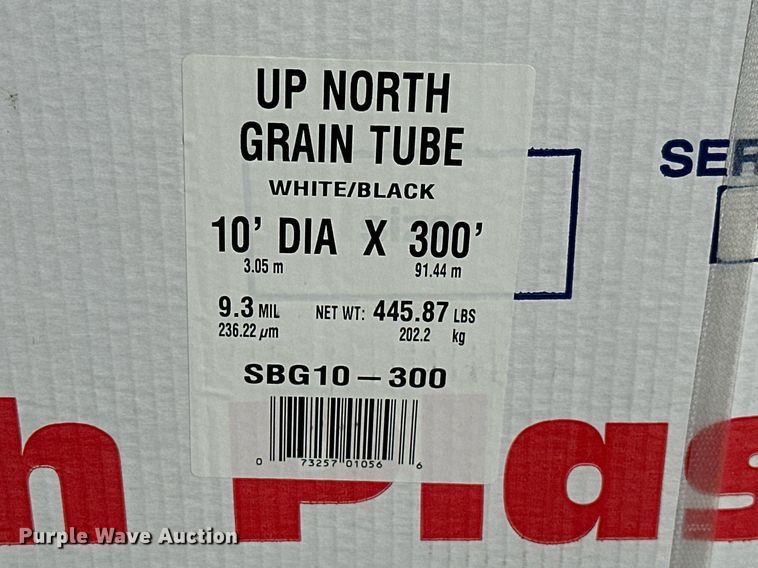 UP NORTH
GRAIN TUBE
WHITE/BLACK
10' DIA X 300'
3.05 m 91.44 m
9.3 MIL NET WT: 445.87 LBS
236.22 µm 202.2 kg
SBG10-300
0 73257 01056 6
SER
h Plas
Purple Wave Auction